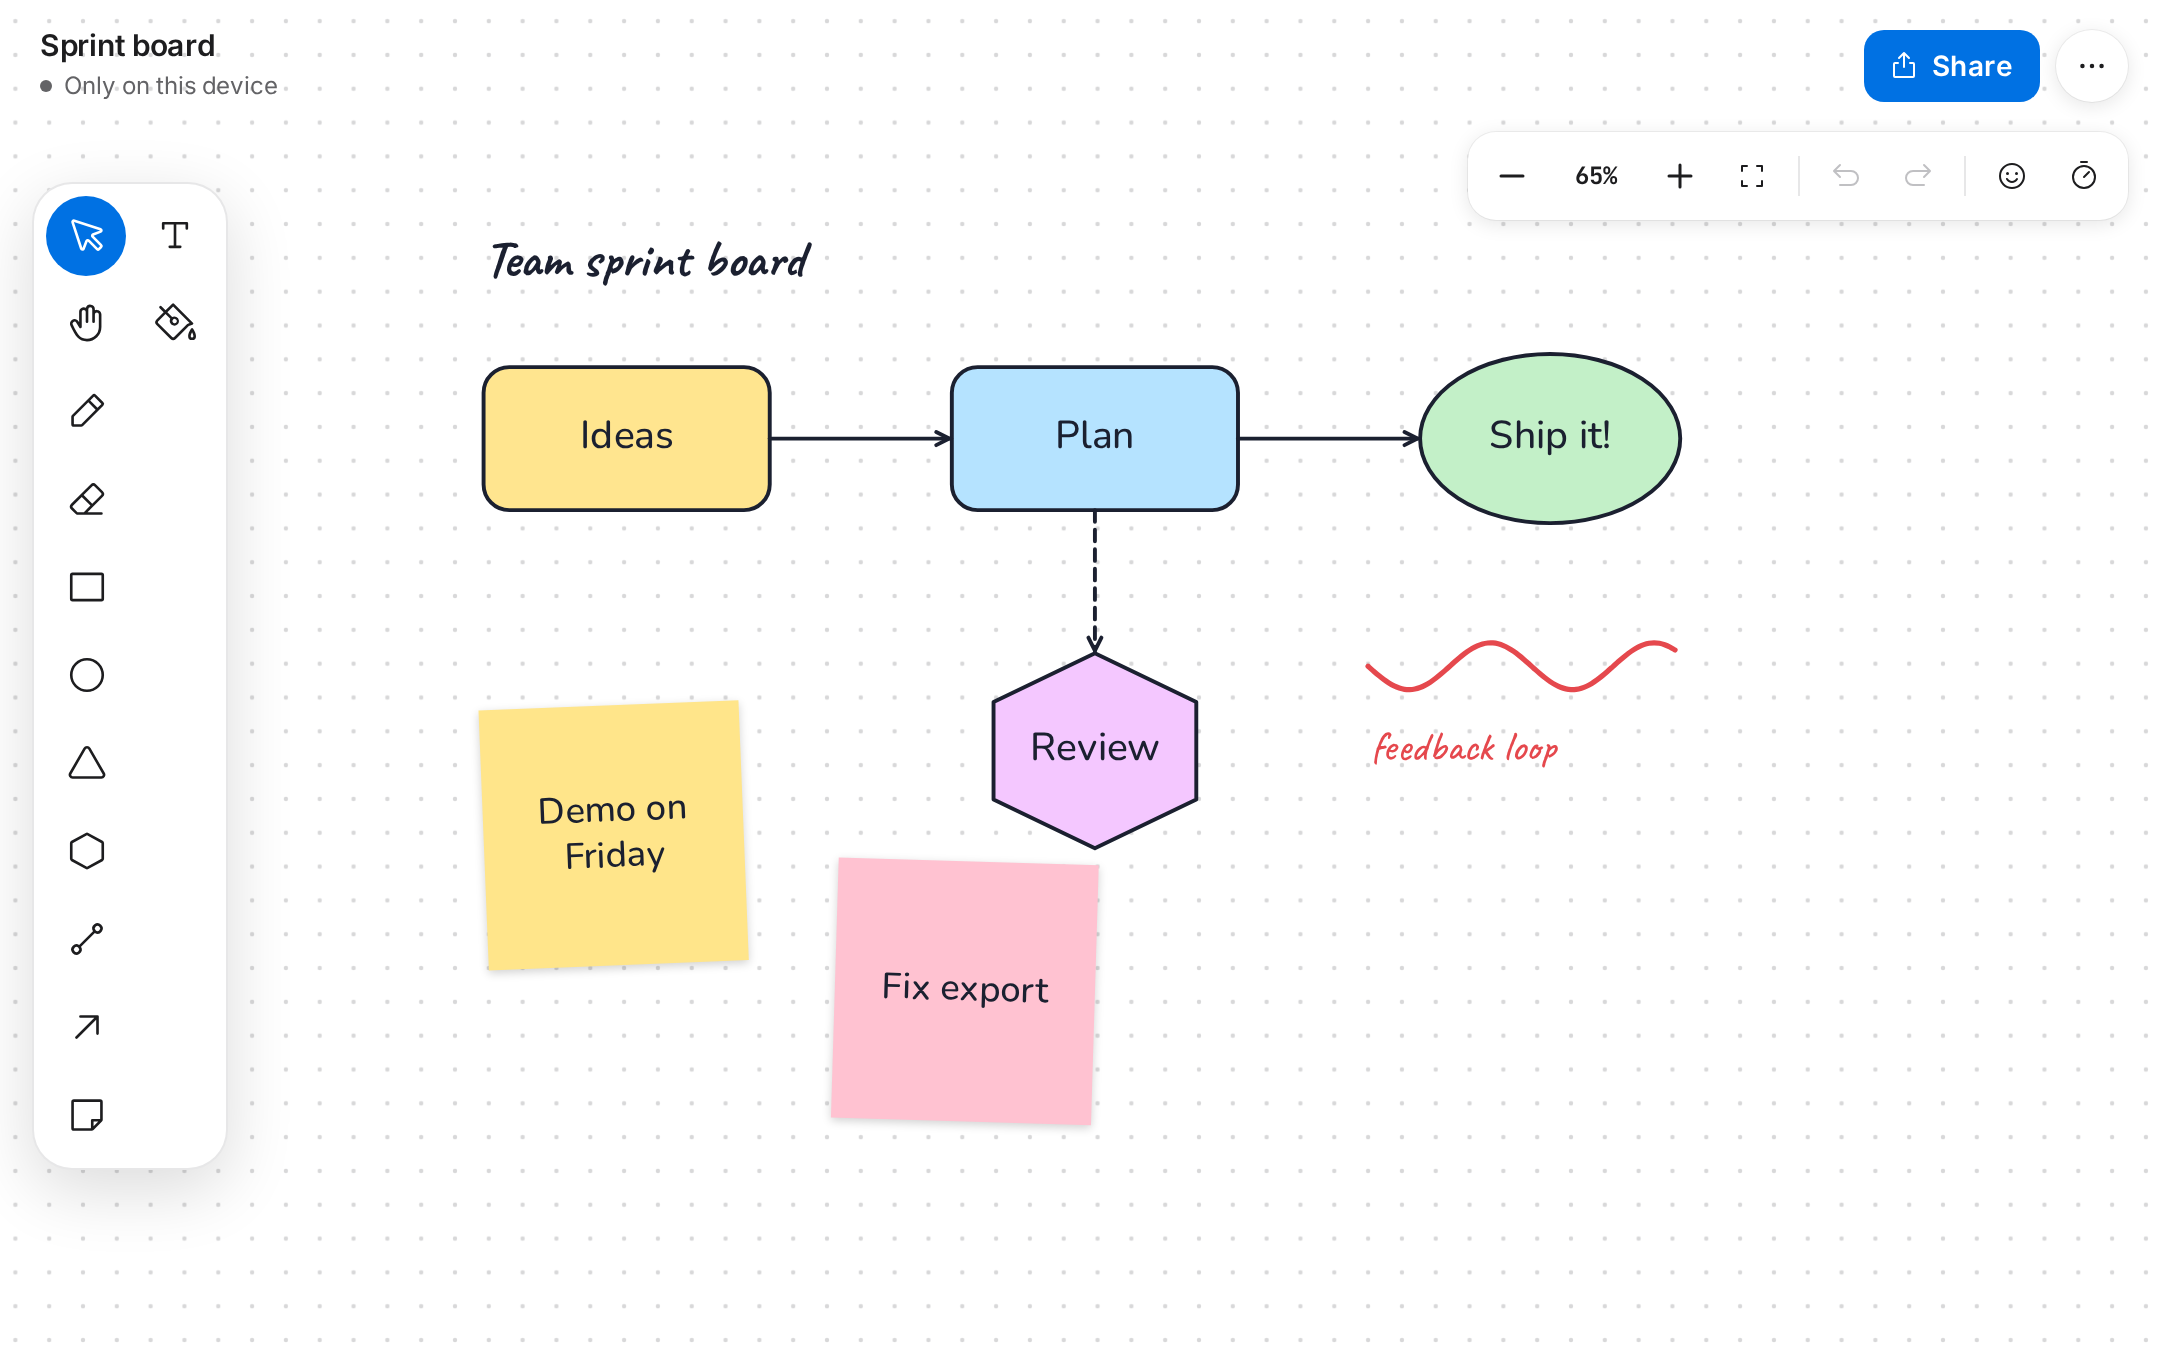 Sprint board
Only on this device
Share
65%
Team sprint board
Ideas
Plan
Ship it!
Review
feedback loop
Demo on
Friday
Fix export